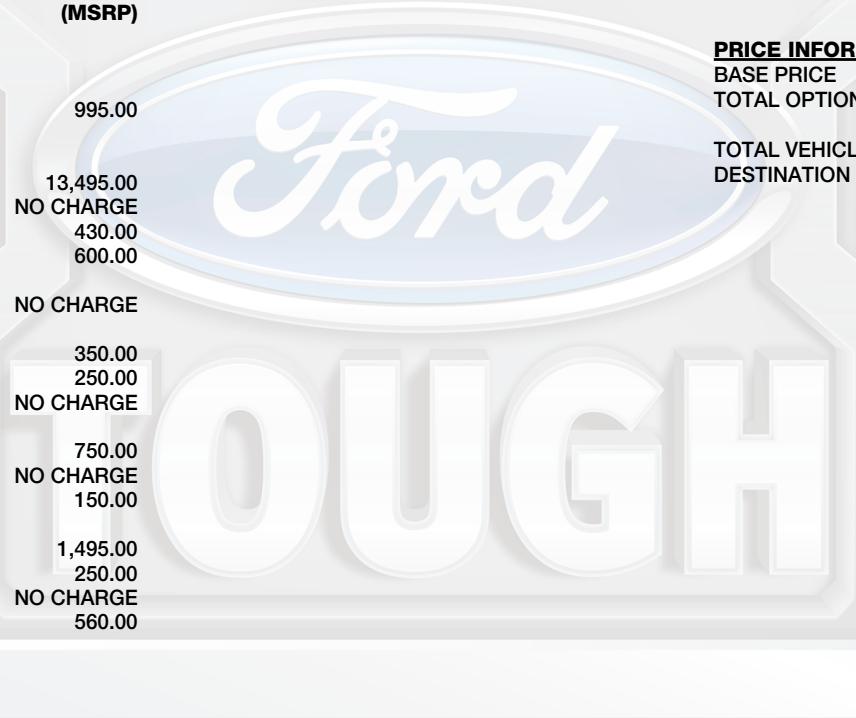 (MSRP)
995.00
13,495.00
NO CHARGE
430.00
600.00
NO CHARGE
350.00
250.00
NO CHARGE
750.00
NO CHARGE
150.00
1,495.00
250.00
NO CHARGE
560.00
PRICE INFOR
BASE PRICE
TOTAL OPTION
TOTAL VEHICL
DESTINATION
Ford
TOUGH